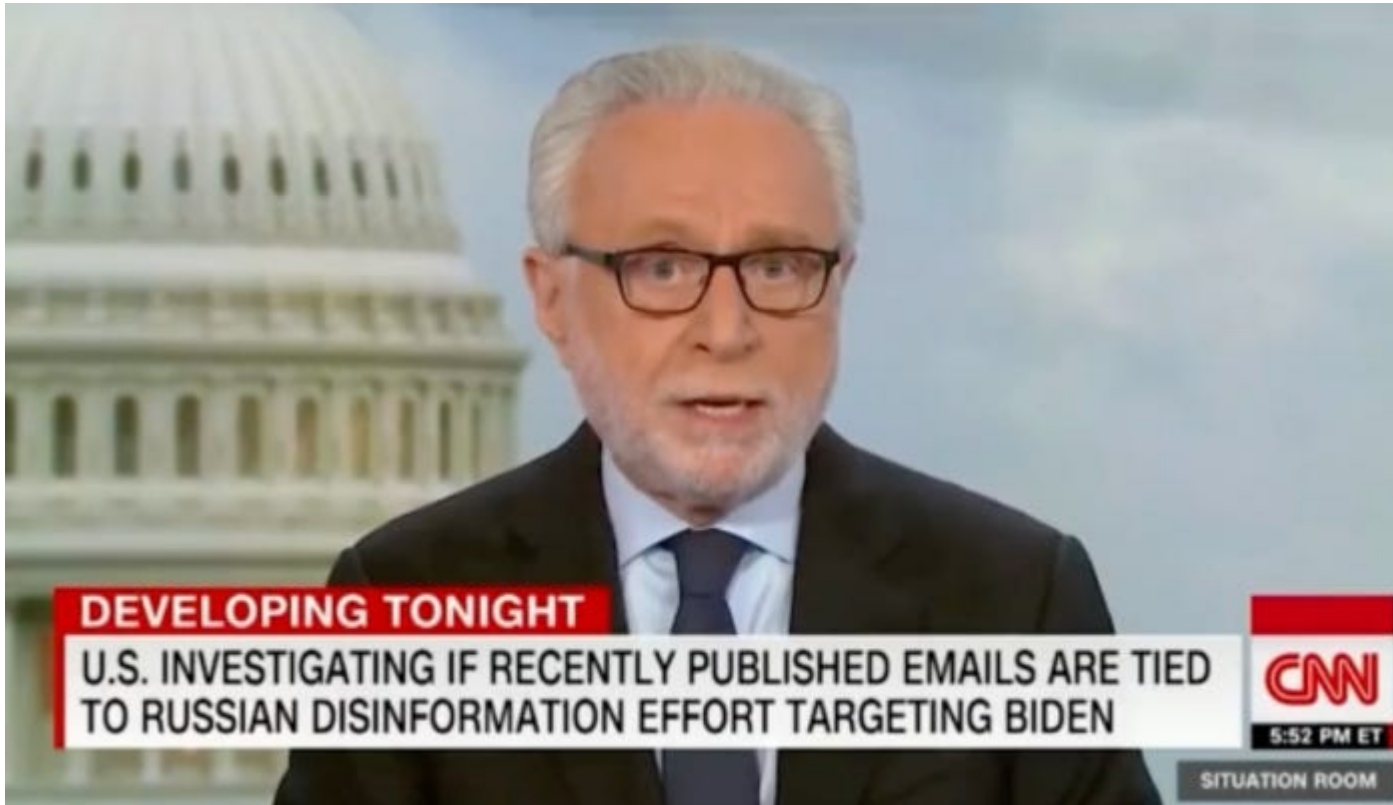 DEVELOPING TONIGHT
U.S. INVESTIGATING IF RECENTLY PUBLISHED EMAILS ARE TIED
TO RUSSIAN DISINFORMATION EFFORT TARGETING BIDEN
CNN
5:52 PM ET
SITUATION ROOM